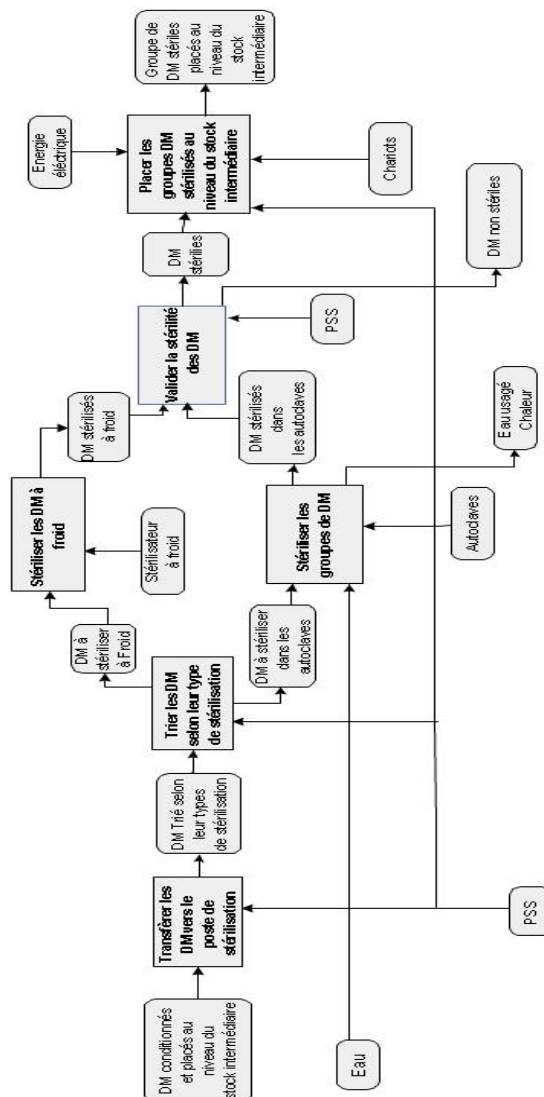 DM conditionnés
et placés au
niveau du
stock intermédiaire
Transfèrer les
DM vers le
poste de
stérilisation
DM Trié selon
leur types
de stérilisation
Trier les DM
selon leur type
de stérilisation
DM à
stériliser
à Froid
Stérilisateur
à froid
Stériliser les DM à
froid
DM stérilisés
à froid
DM à stériliser
dans les
autoclaves
Stériliser les
groupes de DM
Autoclaves
Eau usagé
Chaleur
DM stérilisés
dans
les autoclaves
Valider la stérilité
des DM
PSS
DM non stériles
DM
stérilies
Placer les
groupes DM
stérilisés au
niveau du stock
intermédiaire
Energie
éléctrique
Chariots
Groupe de
DM stériles
placés au
niveau du
stock
intermédiaire
Eau
PSS